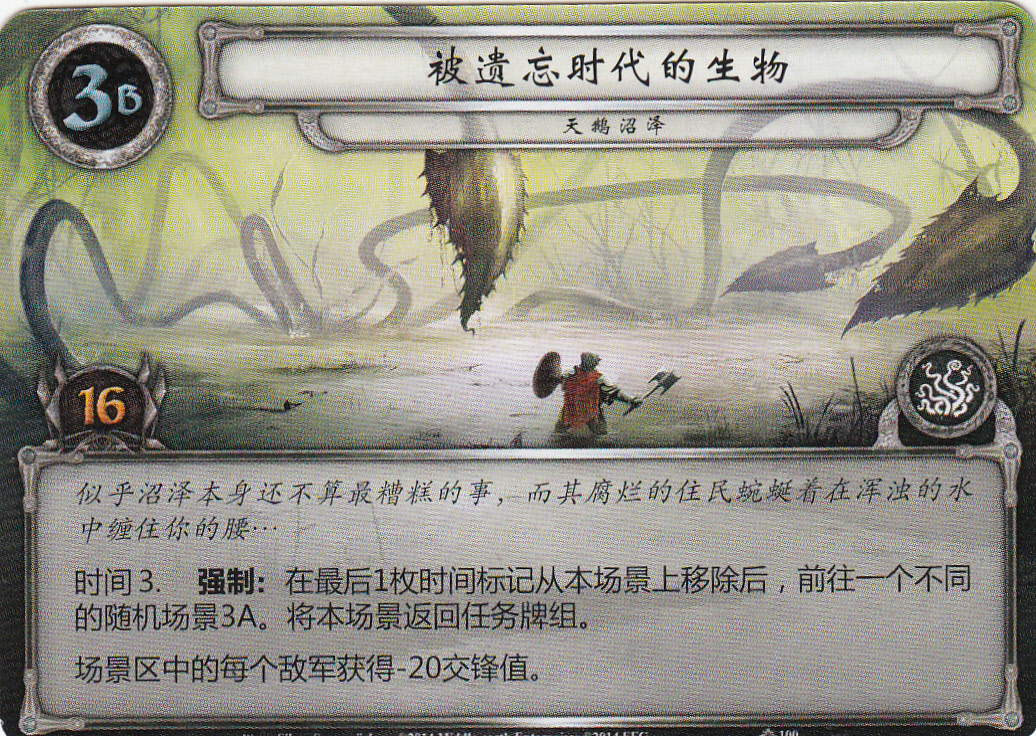 3B
被遗忘时代的生物
天鹅沼泽
16
似乎沼泽本身还不算最糟糕的事，而其腐烂的住民蜿蜒着在浑浊的水
中缠住你的腰…
时间 3. 强制：在最后1枚时间标记从本场景上移除后，前往一个不同
的随机场景3A。将本场景返回任务牌组。
场景区中的每个敌军获得-20交锋值。